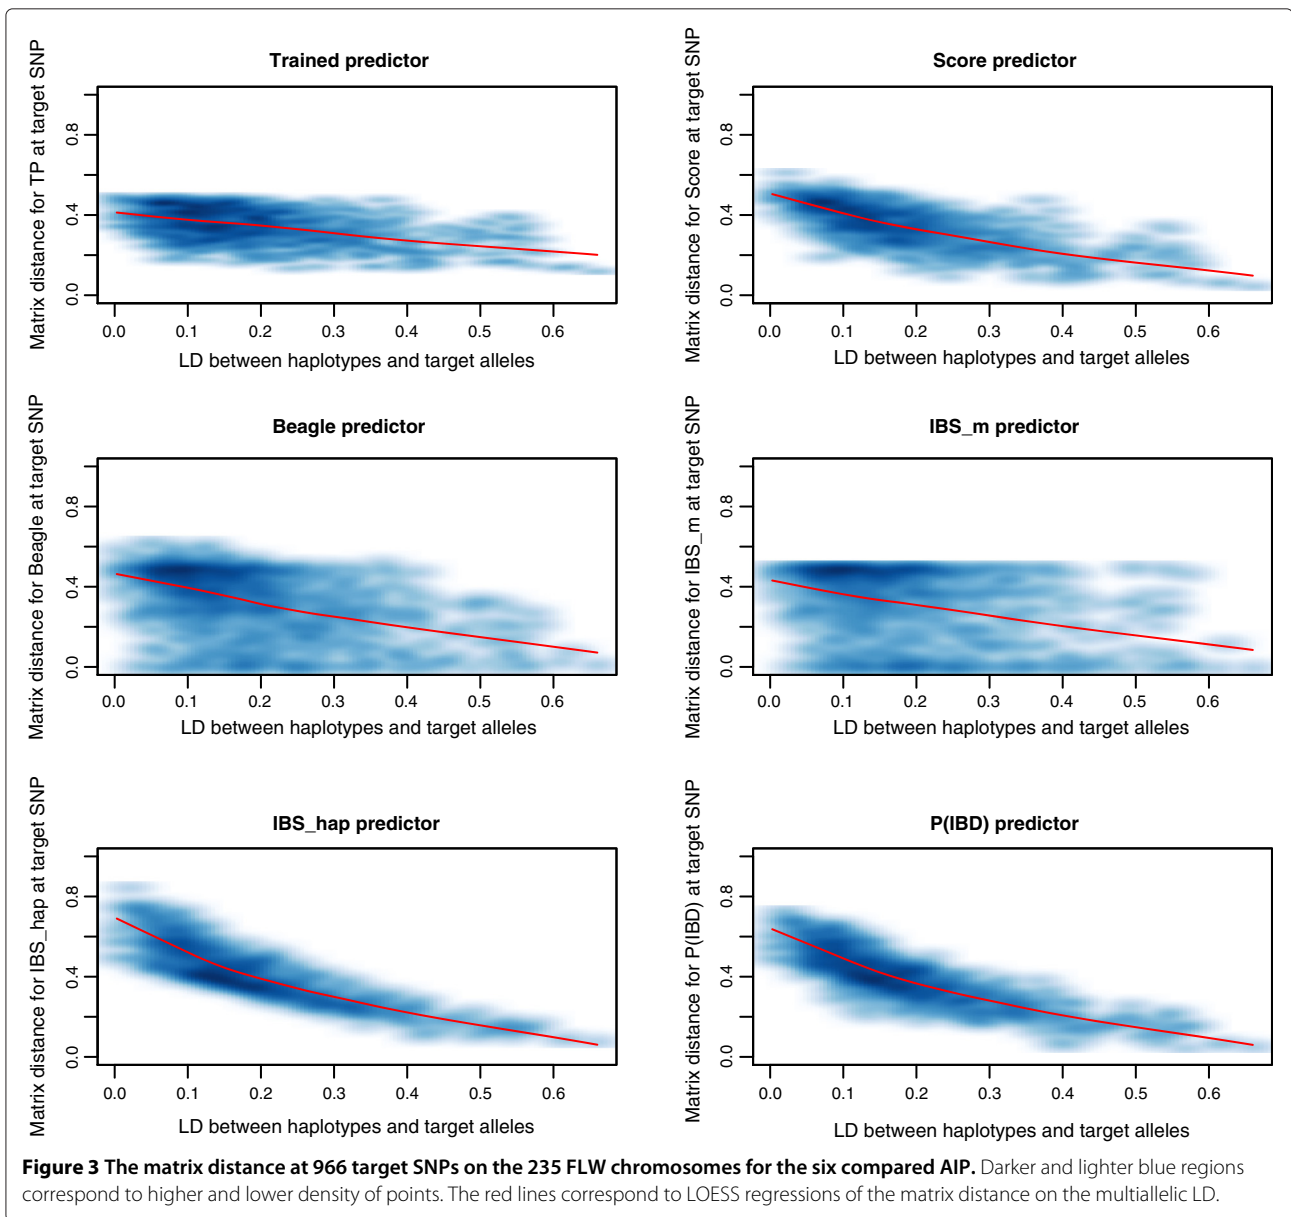 Trained predictor
Matrix distance for TP at target SNP
0.8
0.4
0.0
0.0 0.1 0.2 0.3 0.4 0.5 0.6
LD between haplotypes and target alleles
Score predictor
Matrix distance for Score at target SNP
0.8
0.4
0.0
0.0 0.1 0.2 0.3 0.4 0.5 0.6
LD between haplotypes and target alleles
Beagle predictor
Matrix distance for Beagle at target SNP
0.8
0.4
0.0
0.0 0.1 0.2 0.3 0.4 0.5 0.6
LD between haplotypes and target alleles
IBS_m predictor
Matrix distance for IBS_m at target SNP
0.8
0.4
0.0
0.0 0.1 0.2 0.3 0.4 0.5 0.6
LD between haplotypes and target alleles
IBS_hap predictor
Matrix distance for IBS_hap at target SNP
0.8
0.4
0.0
0.0 0.1 0.2 0.3 0.4 0.5 0.6
LD between haplotypes and target alleles
P(IBD) predictor
Matrix distance for P(IBD) at target SNP
0.8
0.4
0.0
0.0 0.1 0.2 0.3 0.4 0.5 0.6
LD between haplotypes and target alleles
Figure 3 The matrix distance at 966 target SNPs on the 235 FLW chromosomes for the six compared AIP. Darker and lighter blue regions
correspond to higher and lower density of points. The red lines correspond to LOESS regressions of the matrix distance on the multiallelic LD.